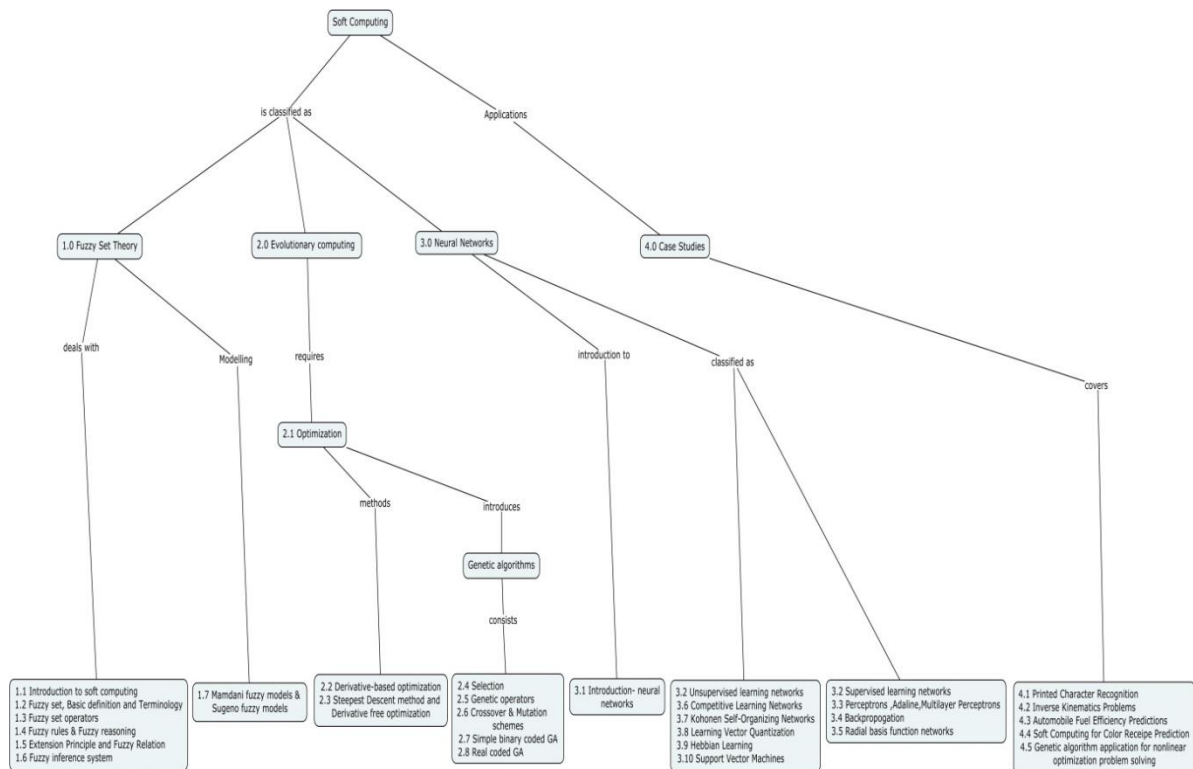 Soft Computing
is classified as
Applications
1.0 Fuzzy Set Theory
2.0 Evolutionary computing
3.0 Neural Networks
4.0 Case Studies
deals with
Modelling
requires
introduction to
classified as
covers
2.1 Optimization
methods
introduces
Genetic algorithms
consists
1.1 Introduction to soft computing
1.2 Fuzzy set, Basic definition and Terminology
1.3 Fuzzy set operators
1.4 Fuzzy rules & Fuzzy reasoning
1.5 Extension Principle and Fuzzy Relation
1.6 Fuzzy inference system
1.7 Mamdani fuzzy models &
Sugeno fuzzy models
2.2 Derivative-based optimization
2.3 Steepest Descent method and
Derivative free optimization
2.4 Selection
2.5 Genetic operators
2.6 Crossover & Mutation
schemes
2.7 Simple binary coded GA
2.8 Real coded GA
3.1 Introduction- neural
networks
3.2 Unsupervised learning networks
3.6 Competitive Learning Networks
3.7 Kohonen Self-Organizing Networks
3.8 Learning Vector Quantization
3.9 Hebbian Learning
3.10 Support Vector Machines
3.2 Supervised learning networks
3.3 Perceptrons ,Adaline,Multilayer Perceptrons
3.4 Backpropogation
3.5 Radial basis function networks
4.1 Printed Character Recognition
4.2 Inverse Kinematics Problems
4.3 Automobile Fuel Efficiency Predictions
4.4 Soft Computing for Color Receipe Prediction
4.5 Genetic algorithm application for nonlinear
optimization problem solving